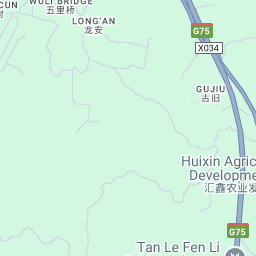 CUN
村
WULI BRIDGE
五里桥
LONG'AN
龙安
G75
X034
GUJIU
古旧
Huixin Agric
Developme
汇鑫农业发
G75
Tan Le Fen Li